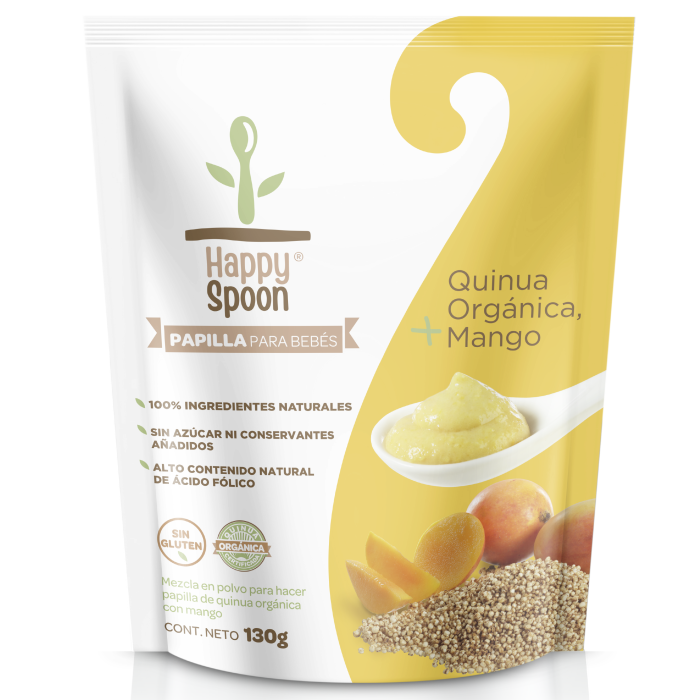 Happy®
Spoon
PAPILLA PARA BEBÉS
Quinua
Orgánica,
+ Mango
100% INGREDIENTES NATURALES
SIN AZÚCAR NI CONSERVANTES
AÑADIDOS
ALTO CONTENIDO NATURAL
DE ÁCIDO FÓLICO
SIN
GLUTEN
QUINUA
ORGÁNICA
Mezcla en polvo para hacer
papilla de quinua orgánica
con mango
CONT. NETO 130g